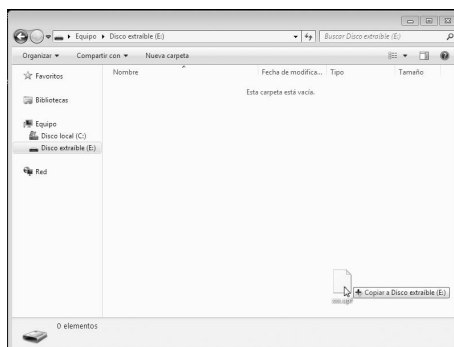 Equipo ▸ Disco extraíble (E:)
Buscar Disco extraíble (E:)
Organizar Compartir con Nueva carpeta
Nombre Fecha de modifica... Tipo Tamaño
Favoritos
Esta carpeta está vacía.
Bibliotecas
Equipo
Disco local (C:)
Disco extraíble (E:)
Red
Copiar a Disco extraíble (E:)
0 elementos